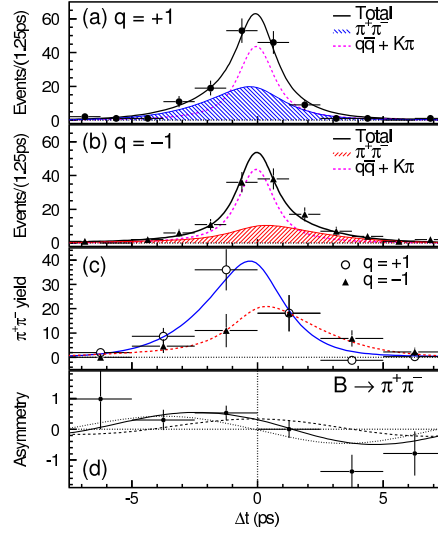 (a) q = +1
Total
π⁺π⁻
qq̅ + Kπ
Events/(1.25ps)
60
40
20
0
(b) q = −1
Total
π⁺π⁻
qq̅ + Kπ
Events/(1.25ps)
60
40
20
0
(c)
q = +1
q = −1
π⁺π⁻ yield
40
30
20
10
0
B → π⁺π⁻
Asymmetry
1
0
-1
(d)
-5 0 5
Δt (ps)